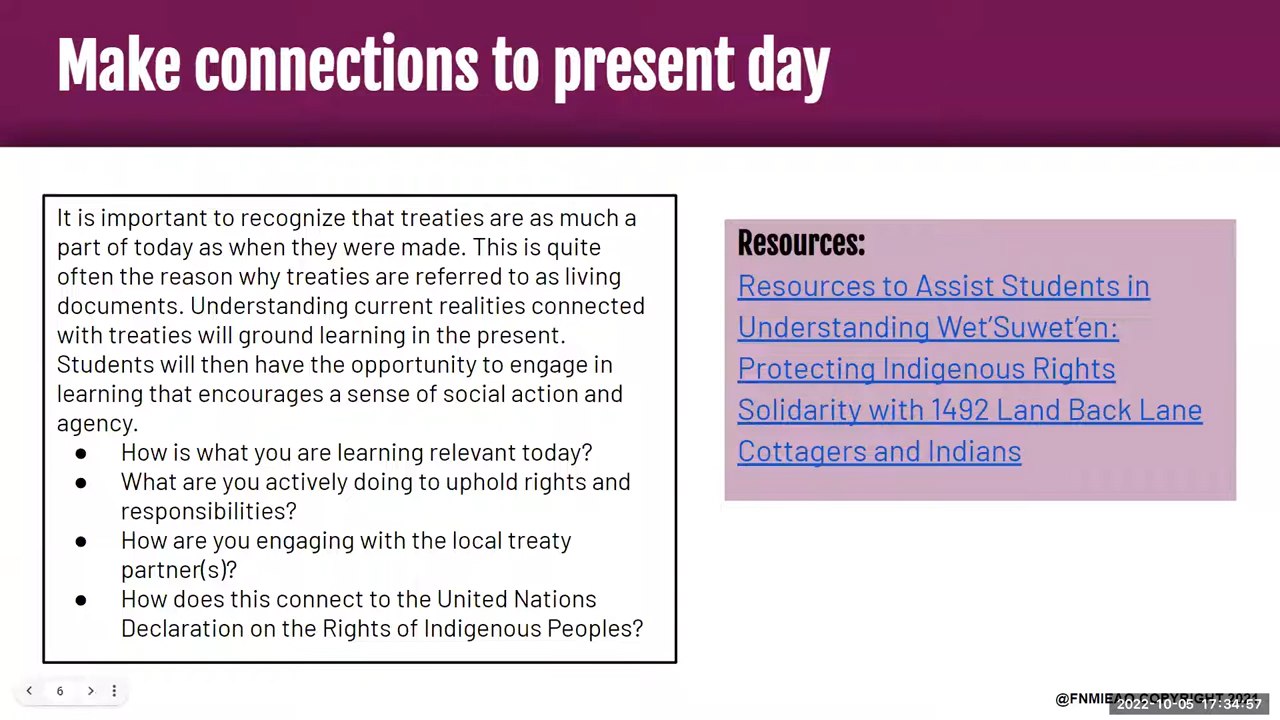 Make connections to present day
It is important to recognize that treaties are as much a
part of today as when they were made. This is quite
often the reason why treaties are referred to as living
documents. Understanding current realities connected
with treaties will ground learning in the present.
Students will then have the opportunity to engage in
learning that encourages a sense of social action and
agency.
● How is what you are learning relevant today?
● What are you actively doing to uphold rights and
responsibilities?
● How are you engaging with the local treaty
partner(s)?
● How does this connect to the United Nations
Declaration on the Rights of Indigenous Peoples?
Resources:
Resources to Assist Students in
Understanding Wet’Suwet’en:
Protecting Indigenous Rights
Solidarity with 1492 Land Back Lane
Cottagers and Indians
6
@FNMIEAO COPYRIGHT 2021
2022-10-05 17:34:57